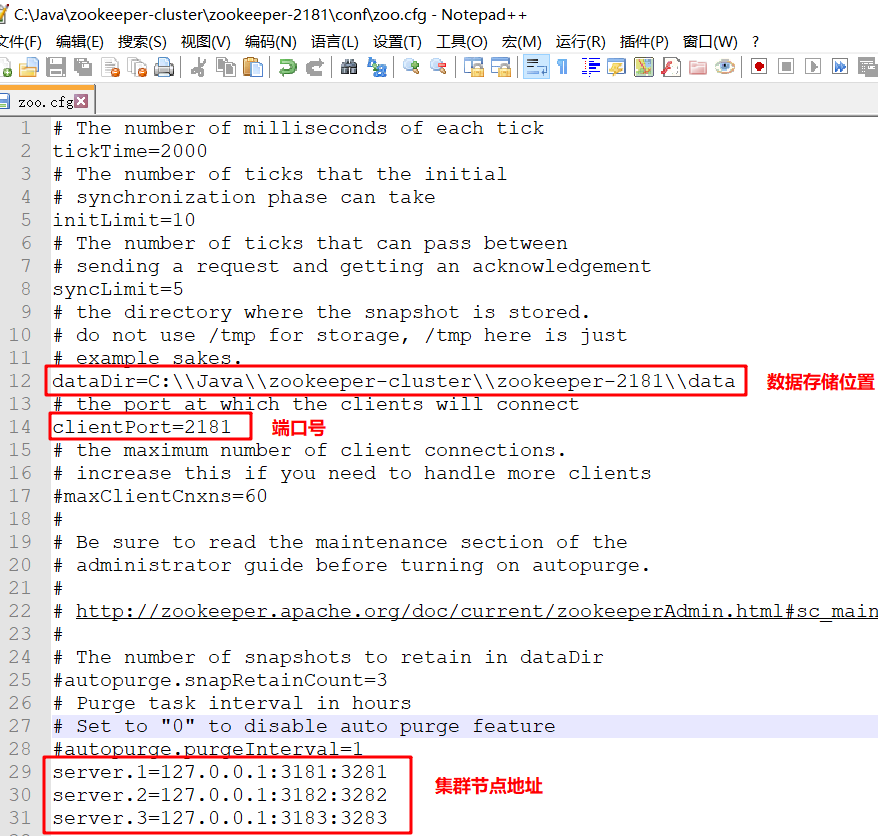 C:\Java\zookeeper-cluster\zookeeper-2181\conf\zoo.cfg - Notepad++
文件(F) 编辑(E) 搜索(S) 视图(V) 编码(N) 语言(L) 设置(T) 工具(O) 宏(M) 运行(R) 插件(P) 窗口(W) ?
zoo.cfg
1 # The number of milliseconds of each tick
2 tickTime=2000
3 # The number of ticks that the initial
4 # synchronization phase can take
5 initLimit=10
6 # The number of ticks that can pass between
7 # sending a request and getting an acknowledgement
8 syncLimit=5
9 # the directory where the snapshot is stored.
10 # do not use /tmp for storage, /tmp here is just
11 # example sakes.
12 dataDir=C:\\Java\\zookeeper-cluster\\zookeeper-2181\\data 数据存储位置
13 # the port at which the clients will connect
14 clientPort=2181 端口号
15 # the maximum number of client connections.
16 # increase this if you need to handle more clients
17 #maxClientCnxns=60
18 #
19 # Be sure to read the maintenance section of the
20 # administrator guide before turning on autopurge.
21 #
22 # http://zookeeper.apache.org/doc/current/zookeeperAdmin.html#sc_main
23 #
24 # The number of snapshots to retain in dataDir
25 #autopurge.snapRetainCount=3
26 # Purge task interval in hours
27 # Set to "0" to disable auto purge feature
28 #autopurge.purgeInterval=1
29 server.1=127.0.0.1:3181:3281
30 server.2=127.0.0.1:3182:3282 集群节点地址
31 server.3=127.0.0.1:3183:3283